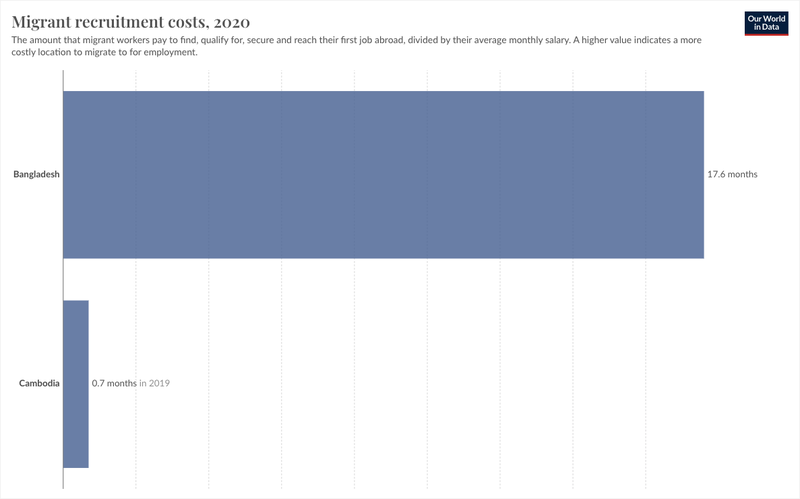 Migrant recruitment costs, 2020
Our World
in Data
The amount that migrant workers pay to find, qualify for, secure and reach their first job abroad, divided by their average monthly salary. A higher value indicates a more
costly location to migrate to for employment.
Bangladesh
17.6 months
Cambodia
0.7 months in 2019